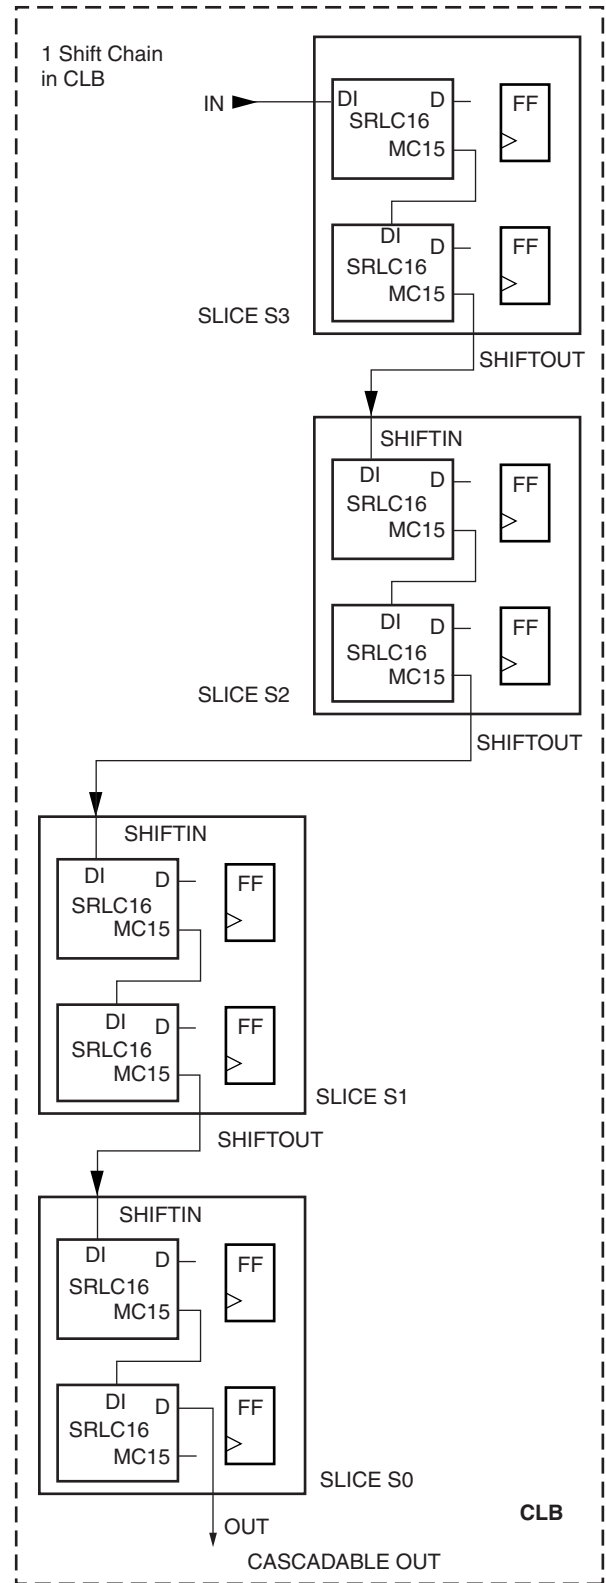 1 Shift Chain
in CLB
IN
DI
D
SRLC16
MC15
FF
DI
D
SRLC16
MC15
FF
SLICE S3
SHIFTOUT
SHIFTIN
DI
D
SRLC16
MC15
FF
DI
D
SRLC16
MC15
FF
SLICE S2
SHIFTOUT
SHIFTIN
DI
D
SRLC16
MC15
FF
DI
D
SRLC16
MC15
FF
SLICE S1
SHIFTOUT
SHIFTIN
DI
D
SRLC16
MC15
FF
DI
D
SRLC16
MC15
FF
SLICE S0
OUT
CLB
CASCADABLE OUT